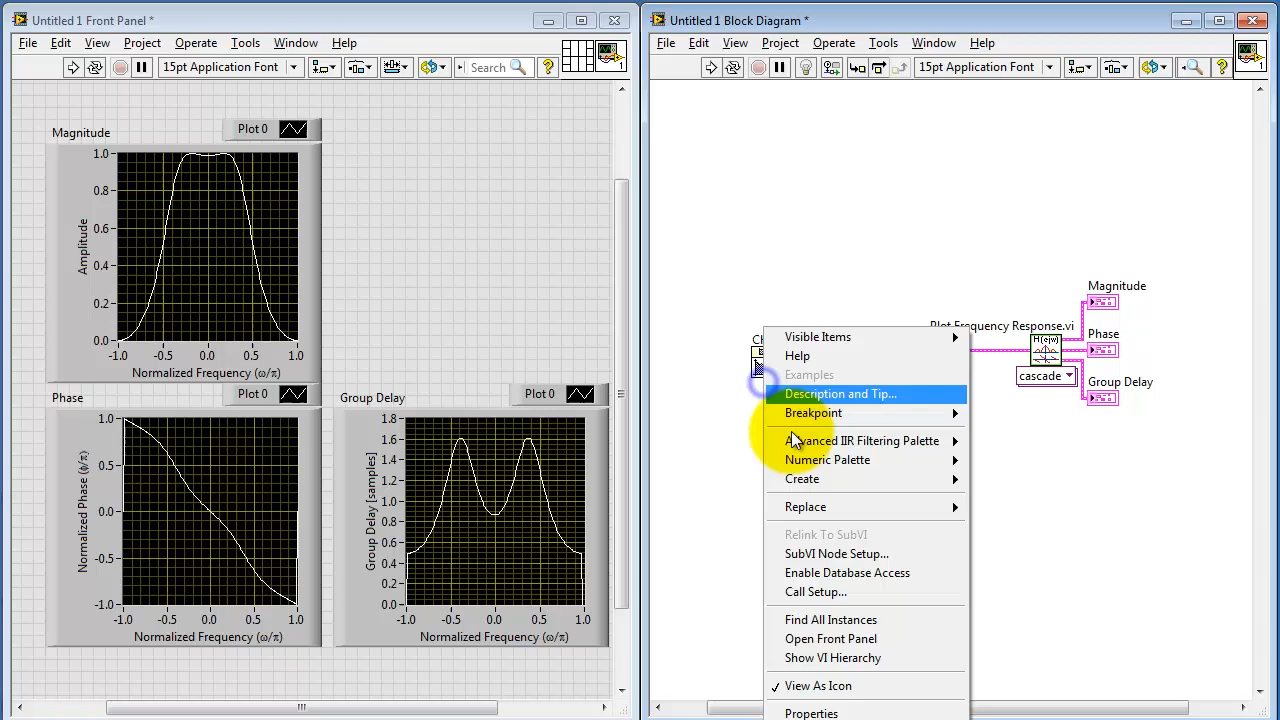 Untitled 1 Front Panel *
File Edit View Project Operate Tools Window Help
15pt Application Font
Search
?
1
Magnitude
Plot 0
1.0
0.8
0.6
0.4
0.2
0.0
Amplitude
-1.0 -0.5 0.0 0.5 1.0
Normalized Frequency (ω/π)
Phase
Plot 0
1.0
0.5
0.0
-0.5
-1.0
Normalized Phase (ϕ/π)
-1.0 -0.5 0.0 0.5 1.0
Normalized Frequency (ω/π)
Group Delay
Plot 0
1.8
1.6
1.4
1.2
1.0
0.8
0.6
0.4
0.2
0.0
Group Delay [samples]
-1.0 -0.5 0.0 0.5 1.0
Normalized Frequency (ω/π)
Untitled 1 Block Diagram *
File Edit View Project Operate Tools Window Help
15pt Application Font
?
1
Plot Frequency Response.vi
H(ejw)
cascade
Magnitude
Phase
Group Delay
Visible Items
Help
Examples
Description and Tip...
Breakpoint
Advanced IIR Filtering Palette
Numeric Palette
Create
Replace
Relink To SubVI
SubVI Node Setup...
Enable Database Access
Call Setup...
Find All Instances
Open Front Panel
Show VI Hierarchy
View As Icon
Properties